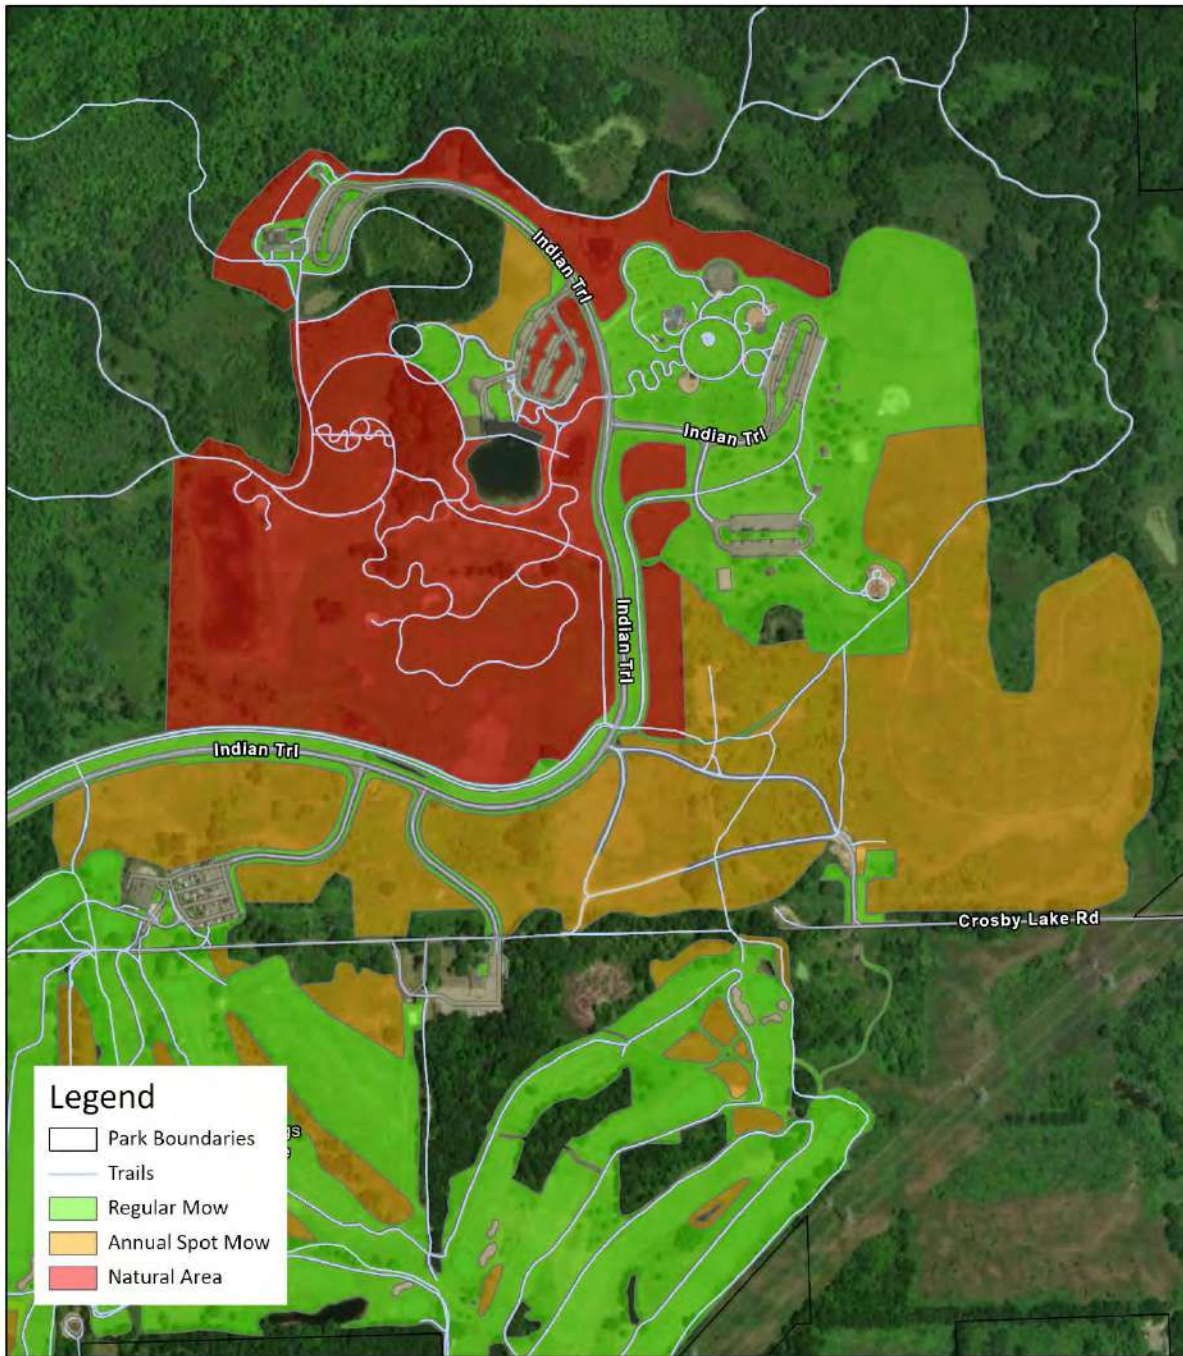 Indian Trl
Indian Trl
Indian Trl
Indian Trl
Crosby Lake Rd
Legend
Park Boundaries
Trails
Regular Mow
Annual Spot Mow
Natural Area